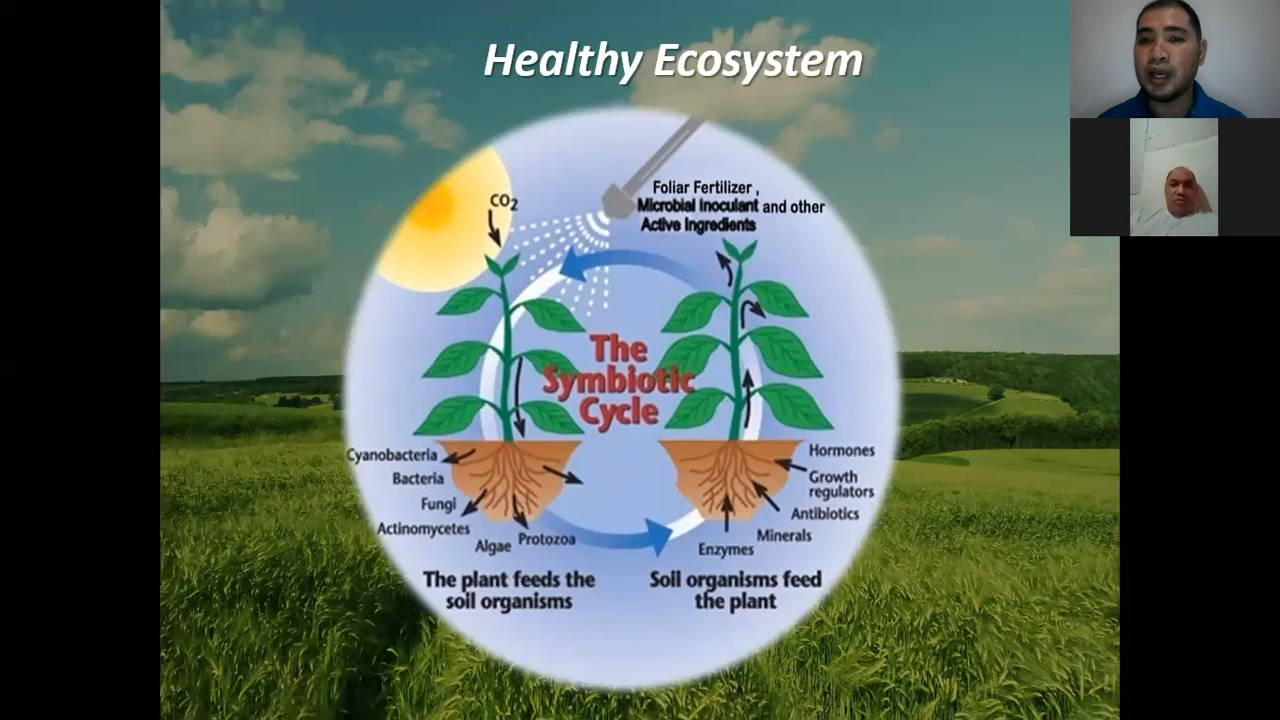 Healthy Ecosystem
CO2
Foliar Fertilizer ,
Microbial Inoculant and other
Active Ingredients
The
Symbiotic
Cycle
Cyanobacteria
Bacteria
Fungi
Actinomycetes
Algae
Protozoa
Hormones
Growth
regulators
Antibiotics
Minerals
Enzymes
The plant feeds the
soil organisms
Soil organisms feed
the plant